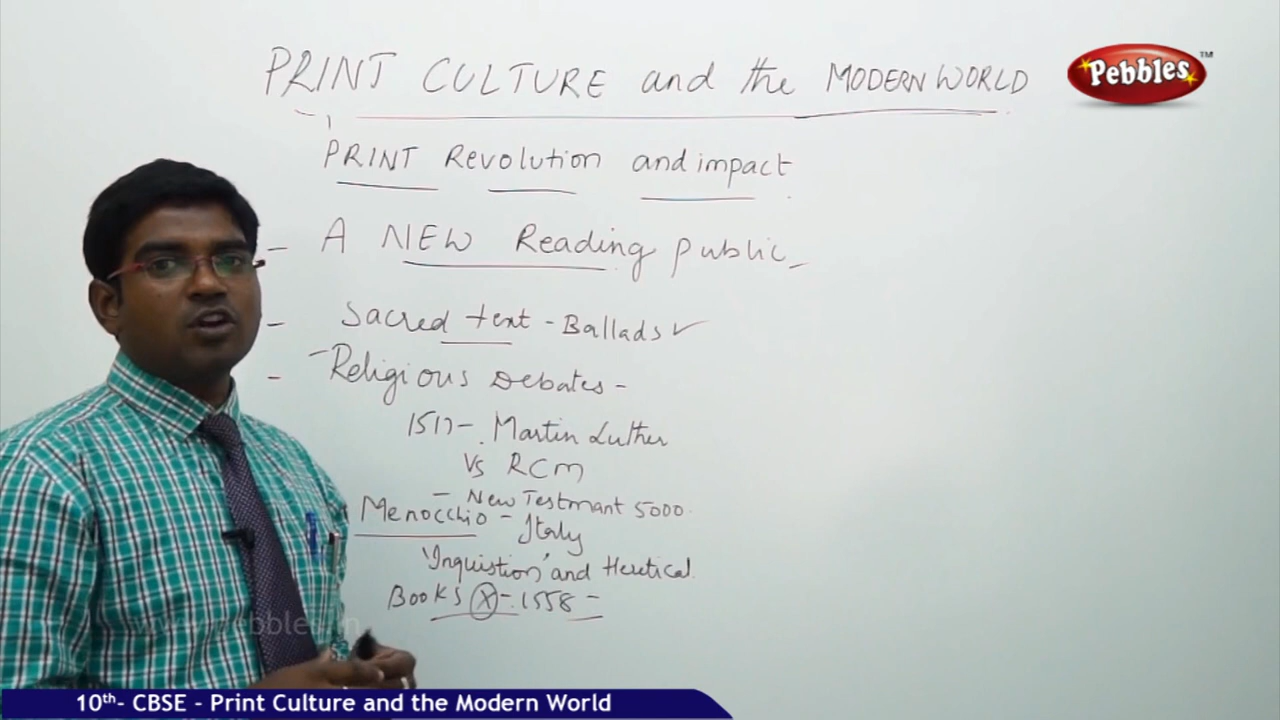 PRINT CULTURE and the MODERN WORLD
Pebbles™
PRINT Revolution and impact
- A NEW Reading public -
- Sacred text - Ballads ✓
- Religious Debates -
1517 - Martin Luther
Vs RCM
- New Testmant 5000.
Menocchio - Italy
'Inquistion' and Heretical.
Books X - 1558 -
10th- CBSE - Print Culture and the Modern World